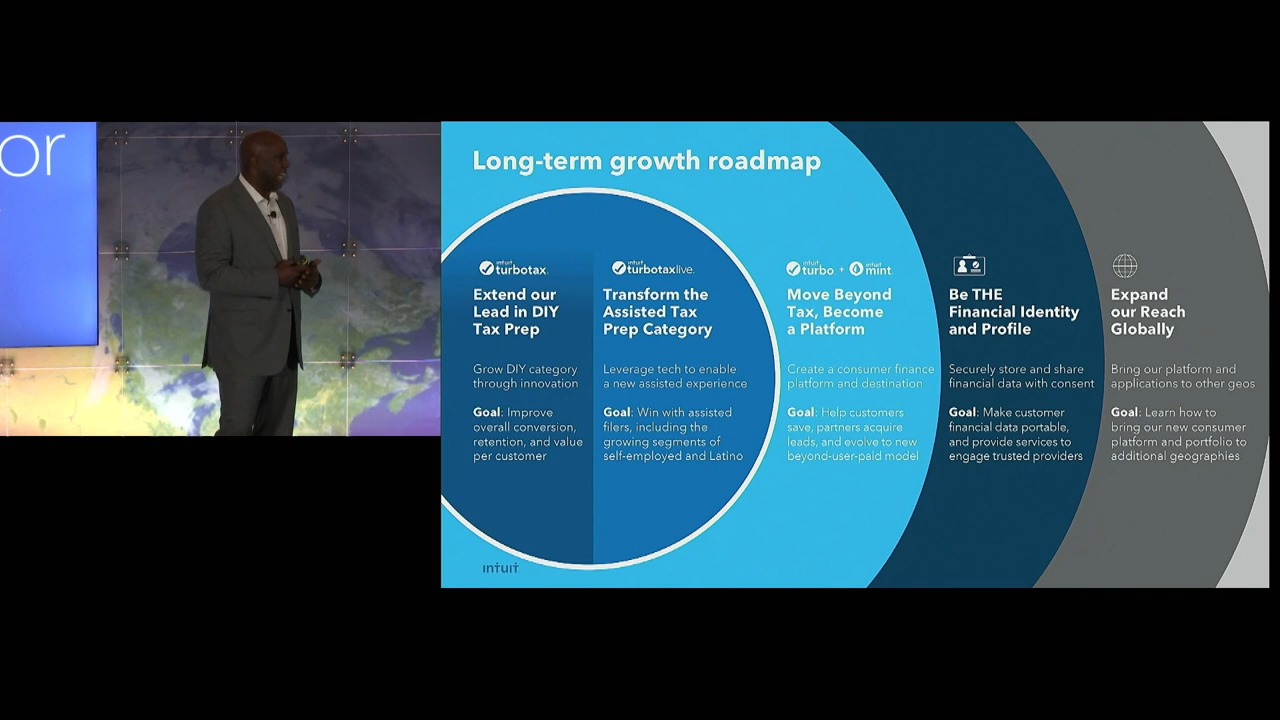 or
Long-term growth roadmap
intuit
turbotax.
Extend our
Lead in DIY
Tax Prep
Grow DIY category
through innovation
Goal: Improve
overall conversion,
retention, and value
per customer
intuit
turbotaxlive.
Transform the
Assisted Tax
Prep Category
Leverage tech to enable
a new assisted experience
Goal: Win with assisted
filers, including the
growing segments of
self-employed and Latino
intuit
turbo + intuit mint
Move Beyond
Tax, Become
a Platform
Create a consumer finance
platform and destination
Goal: Help customers
save, partners acquire
leads, and evolve to new
beyond-user-paid model
Be THE
Financial Identity
and Profile
Securely store and share
financial data with consent
Goal: Make customer
financial data portable,
and provide services to
engage trusted providers
Expand
our Reach
Globally
Bring our platform and
applications to other geos
Goal: Learn how to
bring our new consumer
platform and portfolio to
additional geographies
intuit